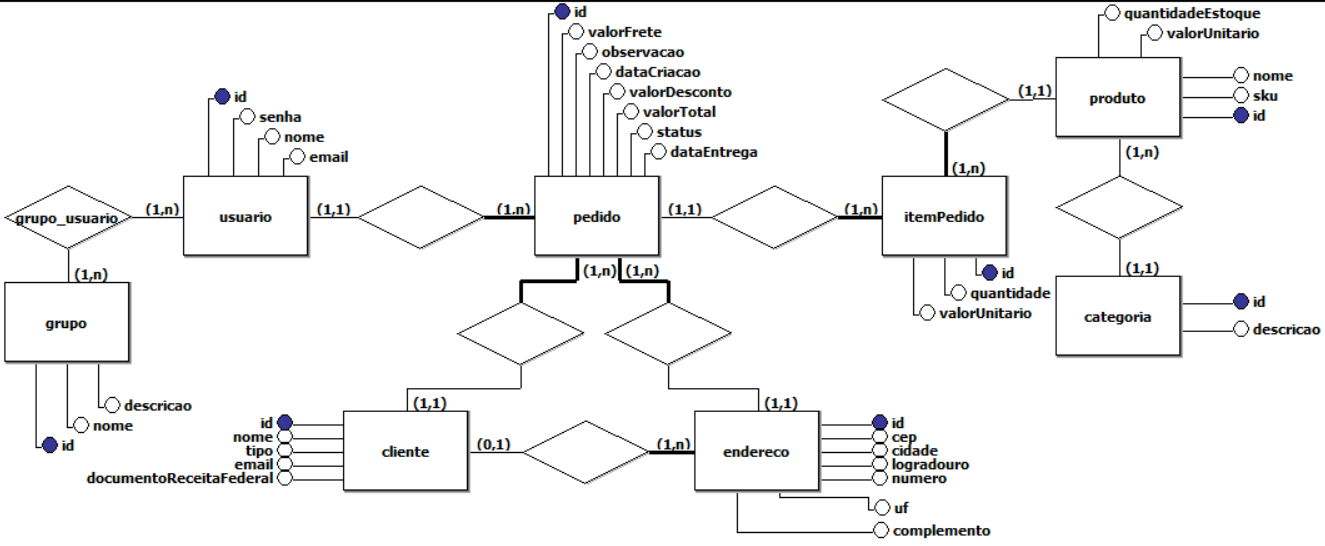 id
valorFrete
observacao
dataCriacao
valorDesconto
valorTotal
status
dataEntrega
quantidadeEstoque
valorUnitario
nome
sku
id
produto
(1,1)
(1,n)
id
senha
nome
email
usuario
(1,n)
(1,1)
grupo_usuario
(1,n)
grupo
descricao
nome
id
(1.n)
pedido
(1,1)
(1,n)
(1,n)
(1,n)
(1,n)
itemPedido
id
quantidade
valorUnitario
(1,1)
categoria
id
descricao
(1,1)
id
nome
tipo
email
documentoReceitaFederal
cliente
(0,1)
(1,n)
(1,1)
endereco
id
cep
cidade
logradouro
numero
uf
complemento